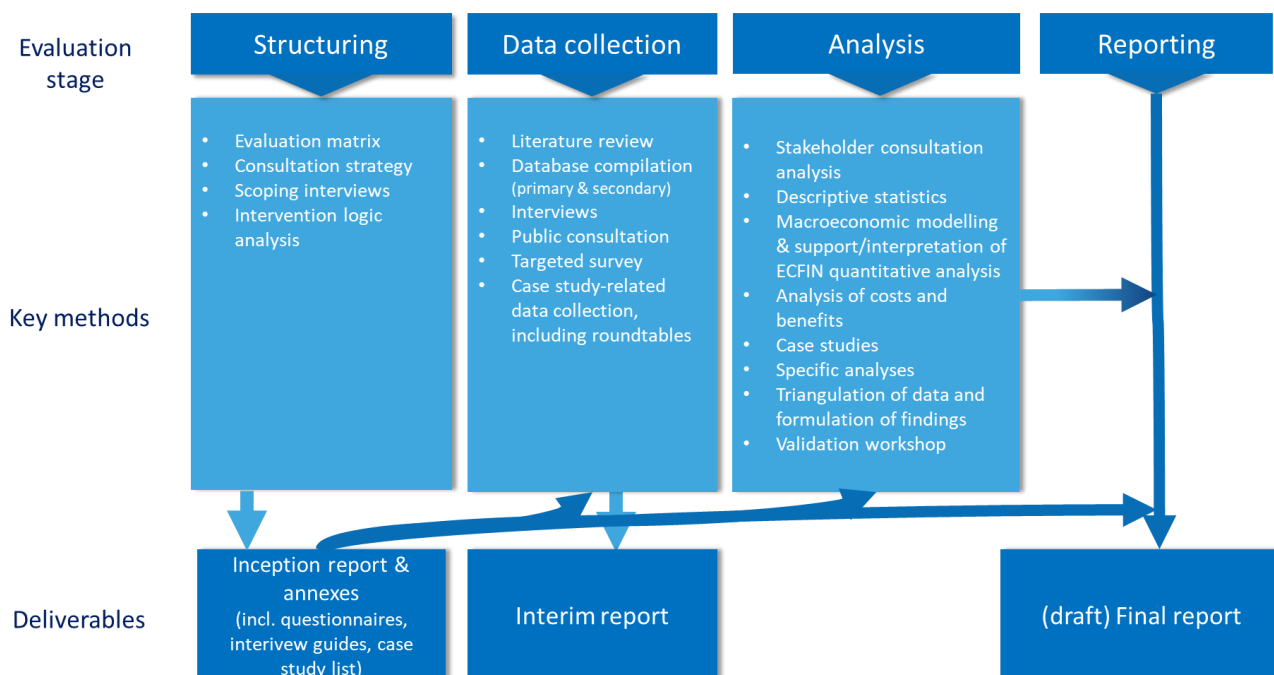 Evaluation
stage
Structuring
Data collection
Analysis
Reporting
Key methods
• Evaluation matrix
• Consultation strategy
• Scoping interviews
• Intervention logic
analysis
• Literature review
• Database compilation
(primary & secondary)
• Interviews
• Public consultation
• Targeted survey
• Case study-related
data collection,
including roundtables
• Stakeholder consultation
analysis
• Descriptive statistics
• Macroeconomic modelling
& support/interpretation of
ECFIN quantitative analysis
• Analysis of costs and
benefits
• Case studies
• Specific analyses
• Triangulation of data and
formulation of findings
• Validation workshop
Deliverables
Inception report &
annexes
(incl. questionnaires,
interivew guides, case
study list)
Interim report
(draft) Final report